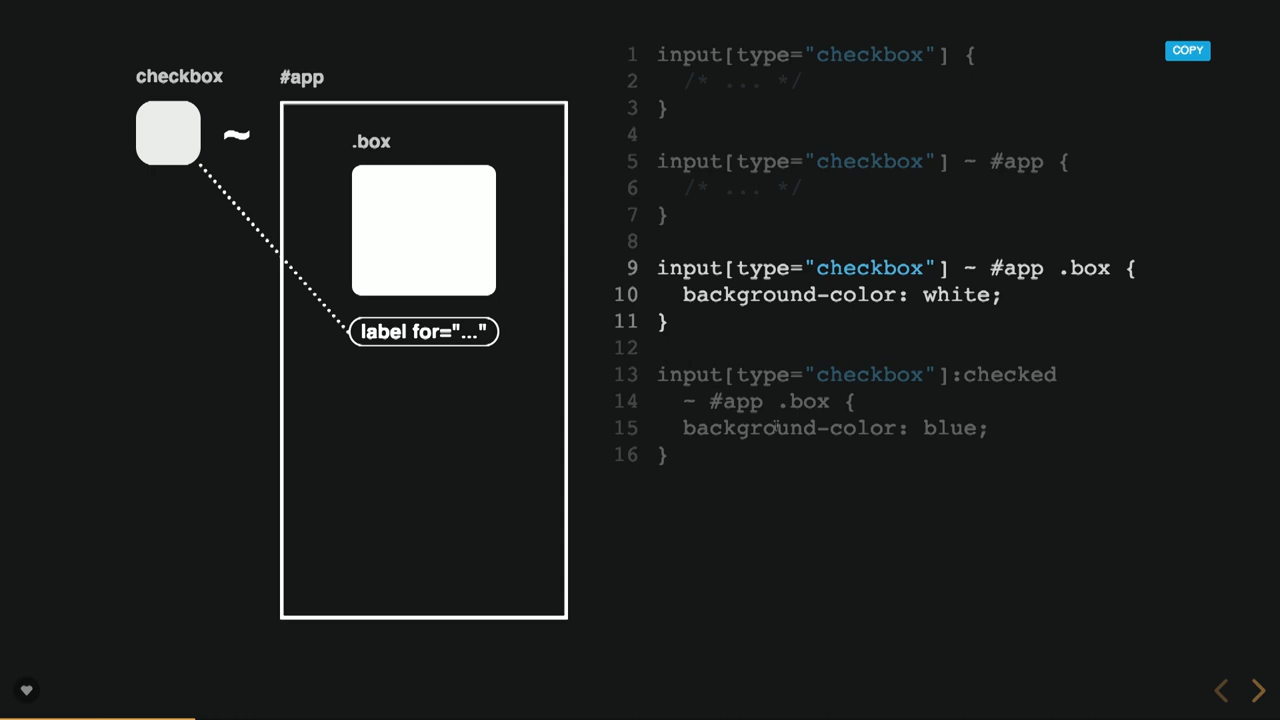 checkbox
~
#app
.box
label for="..."
COPY
1 input[type="checkbox"] {
2   /* ... */
3 }
4
5 input[type="checkbox"] ~ #app {
6   /* ... */
7 }
8
9 input[type="checkbox"] ~ #app .box {
10   background-color: white;
11 }
12
13 input[type="checkbox"]:checked
14   ~ #app .box {
15   background-color: blue;
16 }